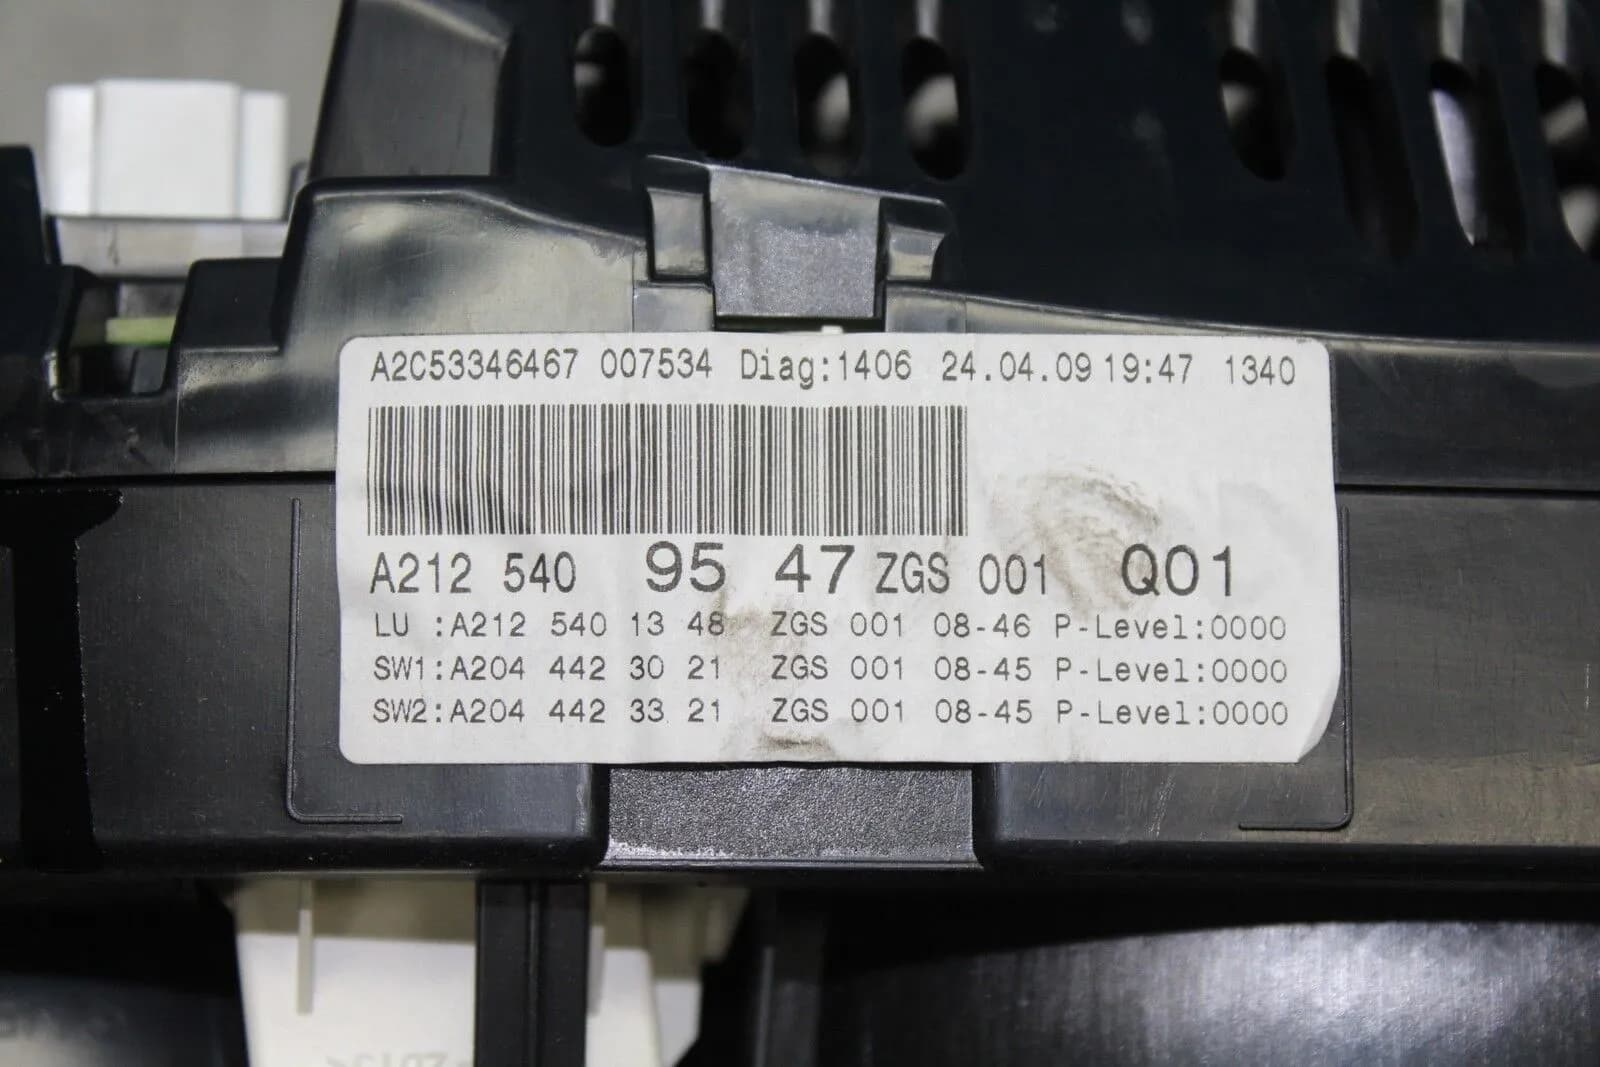 A2C53346467 007534 Diag:1406 24.04.09 19:47 1340
A212 540 95 47 ZGS 001 Q01
LU :A212 540 13 48 ZGS 001 08-46 P-Level:0000
SW1:A204 442 30 21 ZGS 001 08-45 P-Level:0000
SW2:A204 442 33 21 ZGS 001 08-45 P-Level:0000